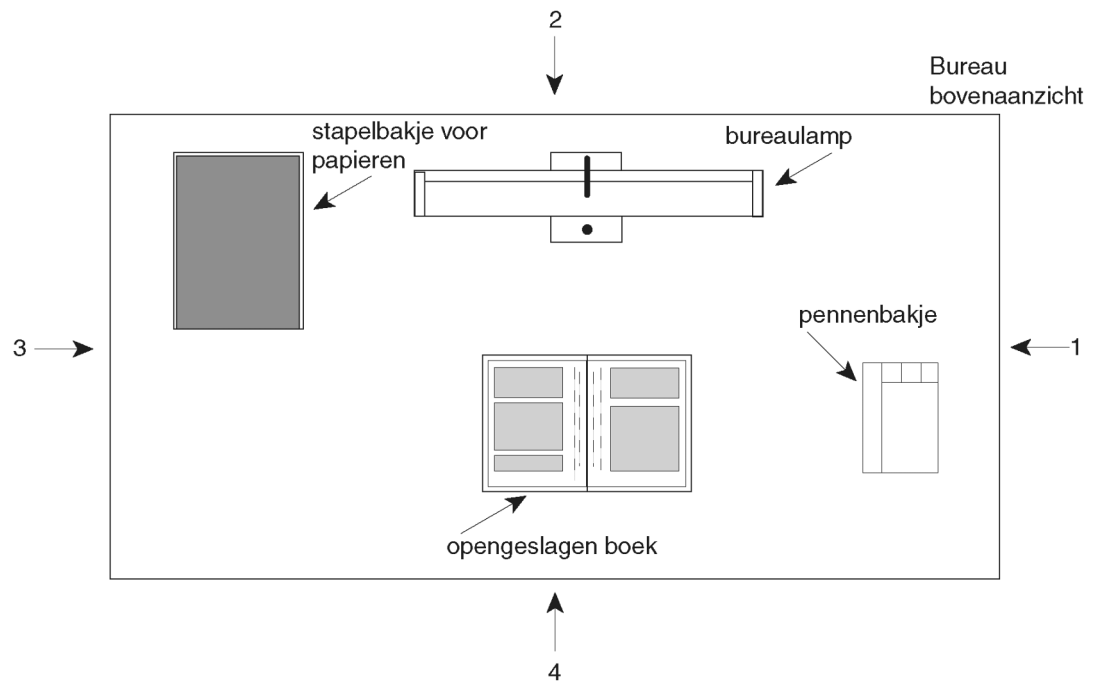 2
Bureau
bovenaanzicht
stapelbakje voor
papieren
bureaulamp
pennenbakje
3
1
opengeslagen boek
4